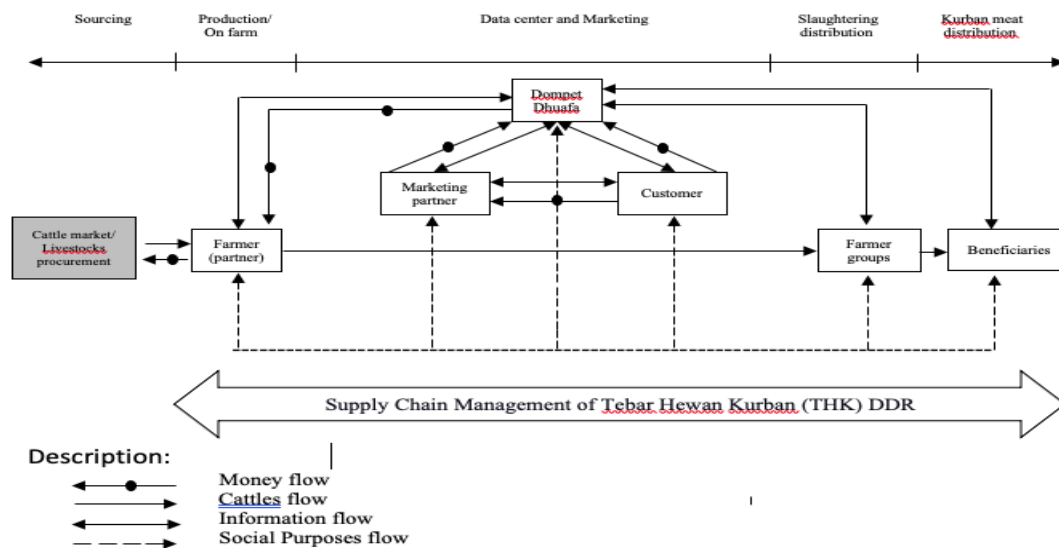 Sourcing
Production/
On farm
Data center and Marketing
Slaughtering
distribution
Kurban meat
distribution
Dompet
Dhuafa
Marketing
partner
Customer
Cattle market/
Livestocks
procurement
Farmer
(partner)
Farmer
groups
Beneficiaries
Supply Chain Management of Tebar Hewan Kurban (THK) DDR
Description:
Money flow
Cattles flow
Information flow
Social Purposes flow